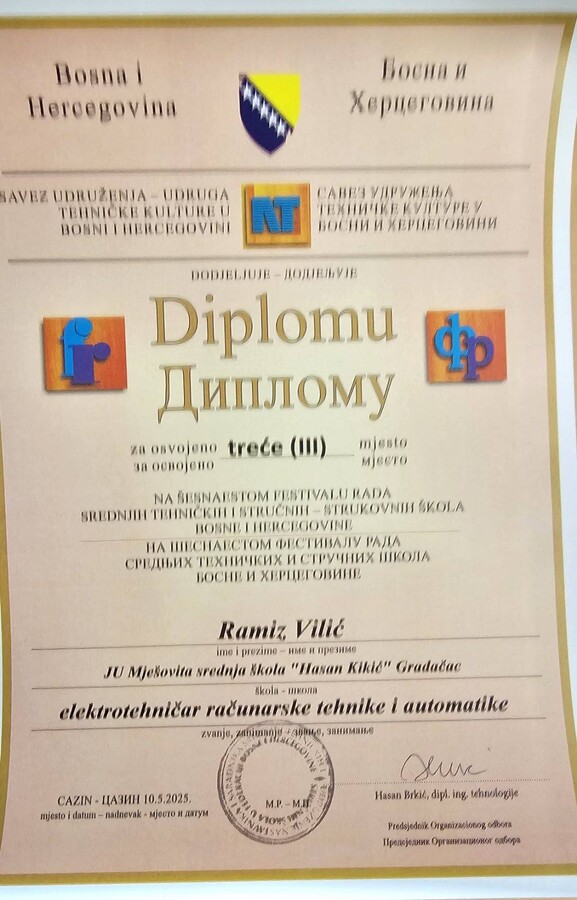 Bosna i
Hercegovina
Босна и
Херцеговина
SAVEZ UDRUŽENJA – UDRUGA
TEHNIČKE KULTURE U
BOSNI I HERCEGOVINI
NT
САВЕЗ УДРУЖЕЊА
ТЕХНИЧКЕ КУЛТУРЕ У
БОСНИ И ХЕРЦЕГОВИНИ
DODJELJUJE – ДОДЈЕЉУЈЕ
Diplomu
Диплому
fr
фр
za osvojeno treće (III) mjesto
за освојено мјесто
NA ŠESNAESTOM FESTIVALU RADA
SREDNJIH TEHNIČKIH I STRUČNIH – STRUKOVNIH ŠKOLA
BOSNE I HERCEGOVINE
НА ШЕСНАЕСТОМ ФЕСТИВАЛУ РАДА
СРЕДЊИХ ТЕХНИЧКИХ И СТРУЧНИХ ШКОЛА
БОСНЕ И ХЕРЦЕГОВИНЕ
Ramiz Vilić
ime i prezime – име и презиме
JU Mješovita srednja škola "Hasan Kikić" Gradačac
škola - школа
elektrotehničar računarske tehnike i automatike
zvanje, zanimanje - звање, занимање
CAZIN - ЦАЗИН 10.5.2025.
mjesto i datum – nadnevak - мјесто и датум
M.P. – М.П.
Hasan Brkić, dipl. ing. tehnologije
Predsjednik Organizacionog odbora
Предсједник Организационог одбора